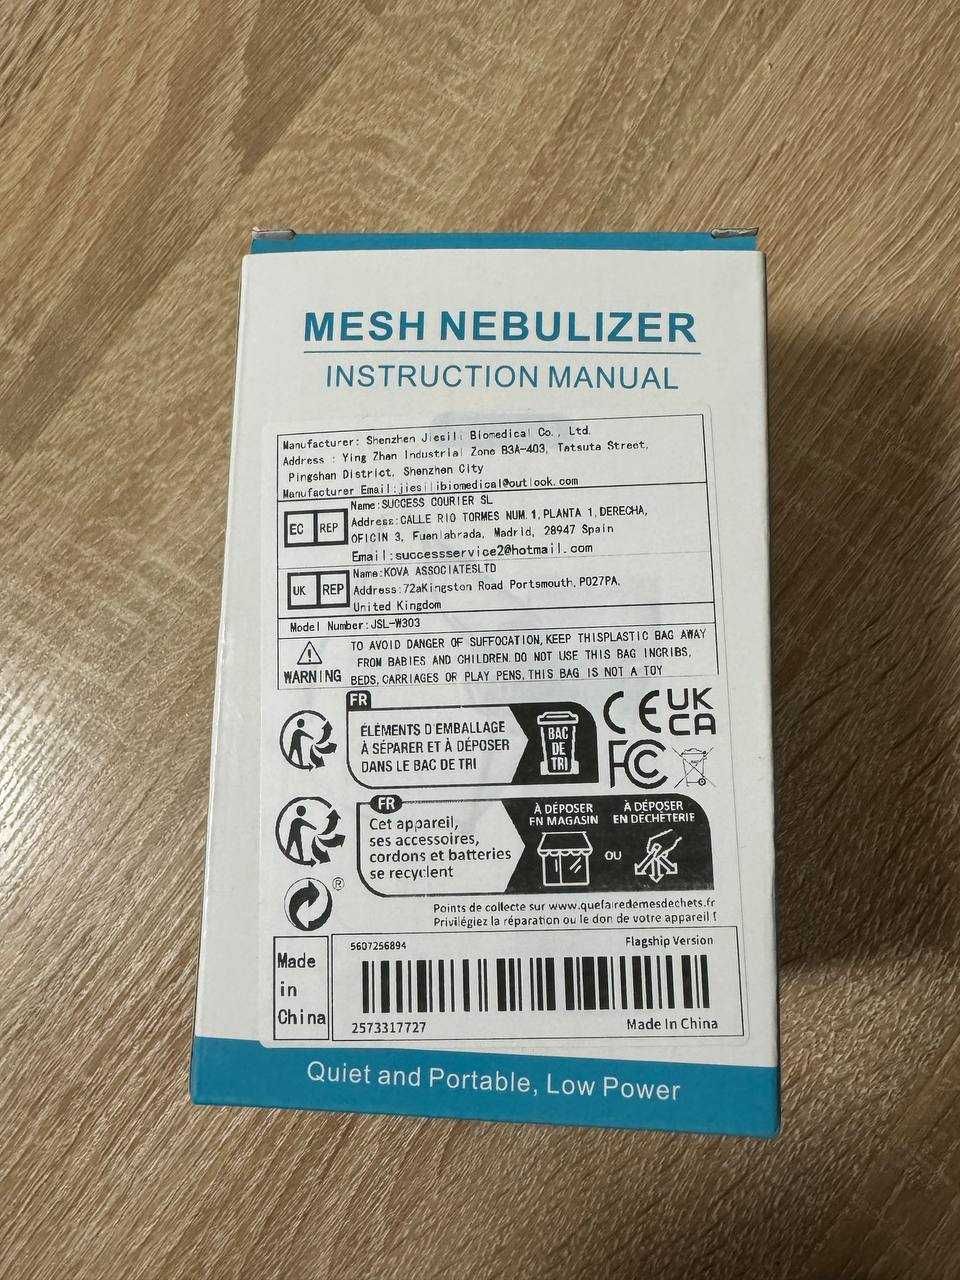 MESH NEBULIZER
INSTRUCTION MANUAL
Manufacturer: Shenzhen Jiesili Biomedical Co., Ltd.
Address : Ying Zhan Industrial Zone B3A-403, Tatsuta Street,
Pingshan District, Shenzhen City
Manufacturer Email:jiesilibiomedical@outlook.com
EC REP
Name:SUCCESS COURIER SL
Address:CALLE RIO TORMES NUM. 1, PLANTA 1, DERECHA,
OFICIN 3, Fuenlabrada, Madrid, 28947 Spain
Email:successservice2@hotmail.com
UK REP
Name:KOVA ASSOCIATESLTD
Address:72aKingston Road Portsmouth, PO27PA,
United Kingdom
Model Number:JSL-W303
WARNING
TO AVOID DANGER OF SUFFOCATION, KEEP THISPLASTIC BAG AWAY
FROM BABIES AND CHILDREN. DO NOT USE THIS BAG INCRIBS,
BEDS, CARRIAGES OR PLAY PENS, THIS BAG IS NOT A TOY
FR
ÉLÉMENTS D'EMBALLAGE
À SÉPARER ET À DÉPOSER
DANS LE BAC DE TRI
BAC
DE
TRI
CE
UK
CA
FC
FR
Cet appareil,
ses accessoires,
cordons et batteries
se recyclent
À DÉPOSER
EN MAGASIN
OU
À DÉPOSER
EN DÉCHÈTERIE
®
Points de collecte sur www.quefairedemesdechets.fr
Privilégiez la réparation ou le don de votre appareil !
Made
in
China
5607256894
Flagship Version
2573317727
Made In China
Quiet and Portable, Low Power